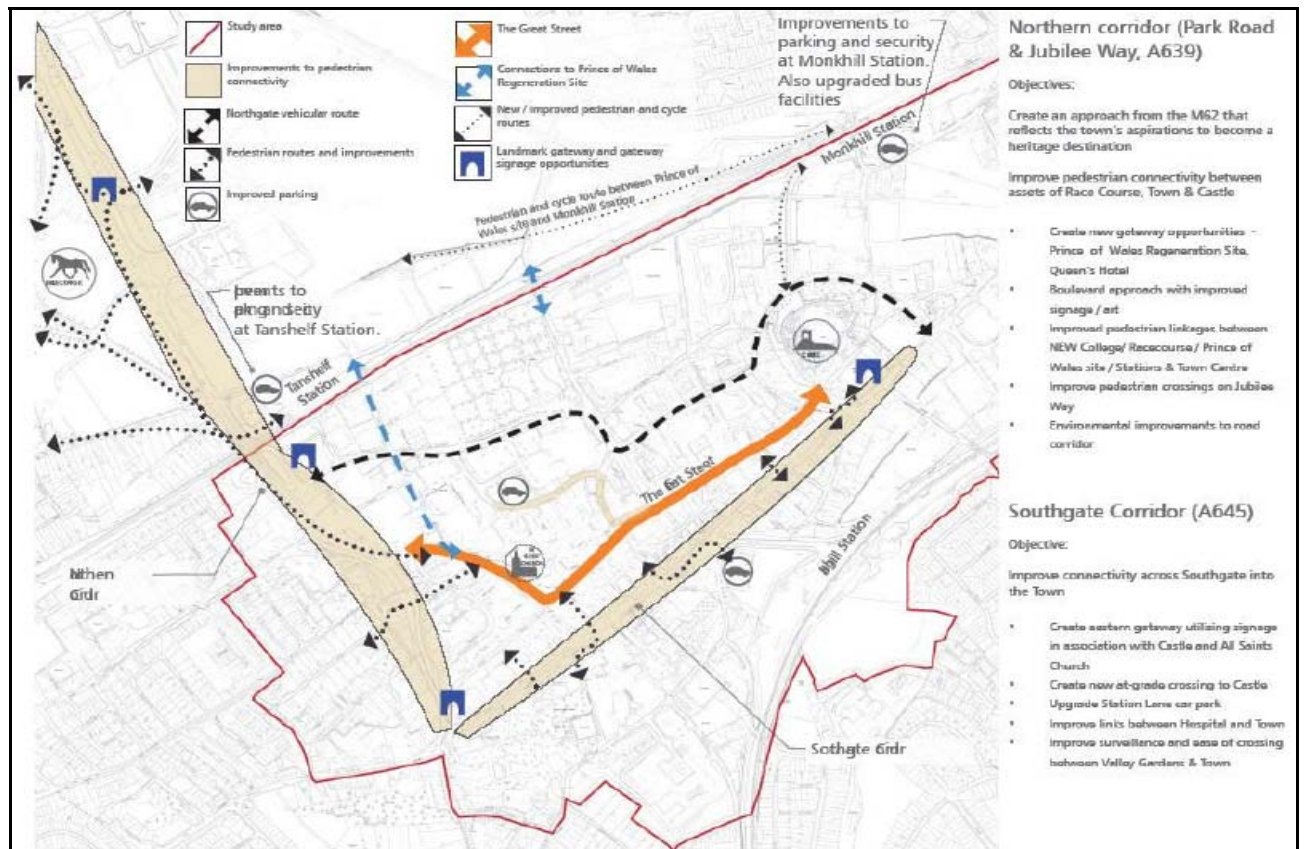 Study area
Improvements to pedestrian
connectivity
Northgate vehicular route
Pedestrian routes and improvements
Improved parking
The Great Street
Connections to Prince of Wales
Regeneration Site
New / improved pedestrian and cycle
routes
Landmark gateway and gateway
signage opportunities
Improvements to
parking and security
at Monkhill Station.
Also upgraded bus
facilities
Monkhill Station
Pedestrian and cycle route between Prince of
Wales site and Monkhill Station
at Tanshelf Station.
Tanshelf
Station
The
Station
Northern corridor (Park Road
& Jubilee Way, A639)
Objectives:
Create an approach from the M62 that
reflects the town's aspirations to become a
heritage destination
Improve pedestrian connectivity between
assets of Race Course, Town & Castle
• Create new gateway opportunities -
Prince of Wales Regeneration Site,
Queen's Hotel
• Boulevard approach with improved
signage / art
• Improved pedestrian linkages between
NEW College/ Racecourse / Prince of
Wales site / Stations & Town Centre
• Improve pedestrian crossings on Jubilee
Way
• Environmental improvements to road
corridor
Southgate Corridor (A645)
Objective:
Improve connectivity across Southgate into
the Town
• Create eastern gateway utilising signage
in association with Castle and All Saints
Church
• Create new at-grade crossing to Castle
• Upgrade Station Lane car park
• Improve links between Hospital and Town
• Improve surveillance and ease of crossing
between Valley Gardens & Town